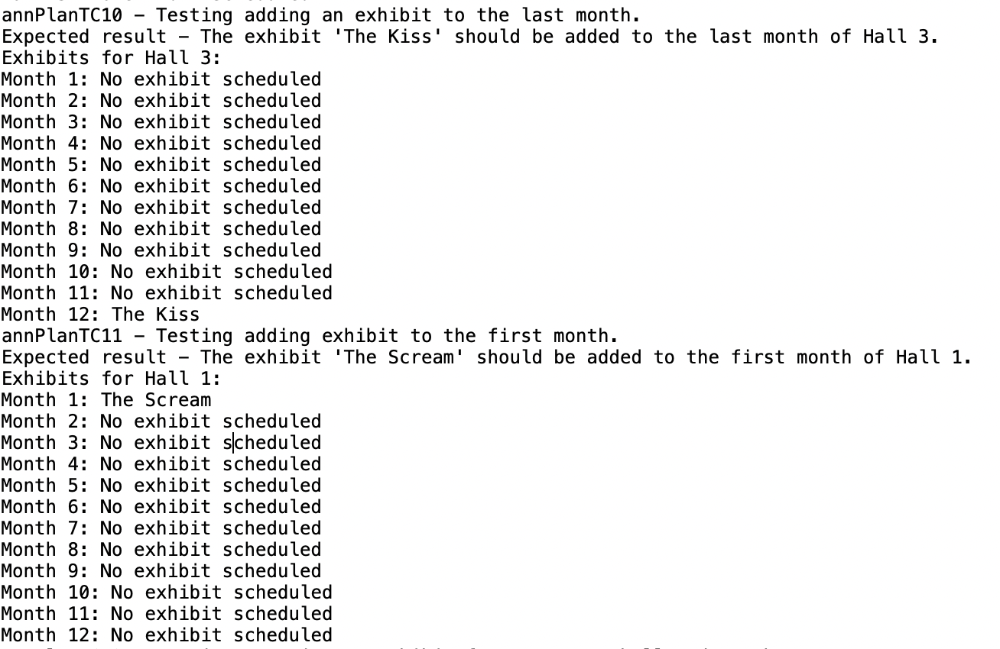 annPlanTC10 – Testing adding an exhibit to the last month.
Expected result – The exhibit 'The Kiss' should be added to the last month of Hall 3.
Exhibits for Hall 3:
Month 1: No exhibit scheduled
Month 2: No exhibit scheduled
Month 3: No exhibit scheduled
Month 4: No exhibit scheduled
Month 5: No exhibit scheduled
Month 6: No exhibit scheduled
Month 7: No exhibit scheduled
Month 8: No exhibit scheduled
Month 9: No exhibit scheduled
Month 10: No exhibit scheduled
Month 11: No exhibit scheduled
Month 12: The Kiss
annPlanTC11 – Testing adding exhibit to the first month.
Expected result – The exhibit 'The Scream' should be added to the first month of Hall 1.
Exhibits for Hall 1:
Month 1: The Scream
Month 2: No exhibit scheduled
Month 3: No exhibit scheduled
Month 4: No exhibit scheduled
Month 5: No exhibit scheduled
Month 6: No exhibit scheduled
Month 7: No exhibit scheduled
Month 8: No exhibit scheduled
Month 9: No exhibit scheduled
Month 10: No exhibit scheduled
Month 11: No exhibit scheduled
Month 12: No exhibit scheduled